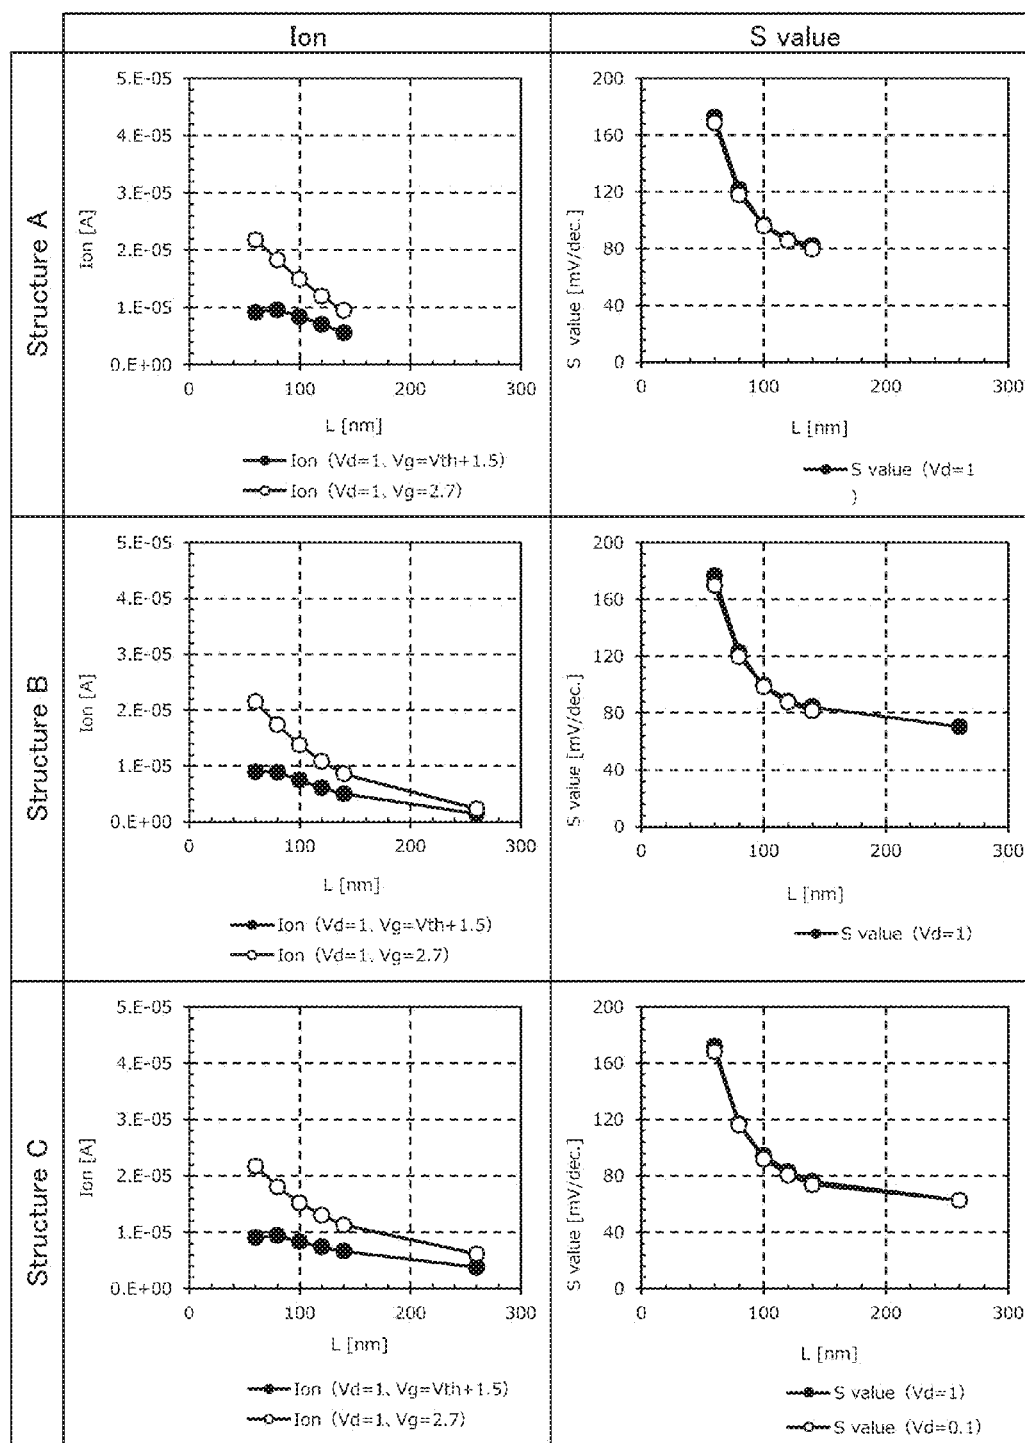 Ion
S value
Structure A
Ion [A]
5.E-05
4.E-05
3.E-05
2.E-05
1.E-05
0.E+00
0
100
200
300
L [nm]
Ion (Vd=1、Vg=Vth+1.5)
Ion (Vd=1、Vg=2.7)
S value [mV/dec.]
200
160
120
80
40
0
0
100
200
300
L [nm]
S value (Vd=1
)
Structure B
Ion [A]
5.E-05
4.E-05
3.E-05
2.E-05
1.E-05
0.E+00
0
100
200
300
L [nm]
Ion (Vd=1、Vg=Vth+1.5)
Ion (Vd=1、Vg=2.7)
S value [mV/dec.]
200
160
120
80
40
0
0
100
200
300
L [nm]
S value (Vd=1)
Structure C
Ion [A]
5.E-05
4.E-05
3.E-05
2.E-05
1.E-05
0.E+00
0
100
200
300
L [nm]
Ion (Vd=1、Vg=Vth+1.5)
Ion (Vd=1、Vg=2.7)
S value [mV/dec.]
200
160
120
80
40
0
0
100
200
300
L [nm]
S value (Vd=1)
S value (Vd=0.1)